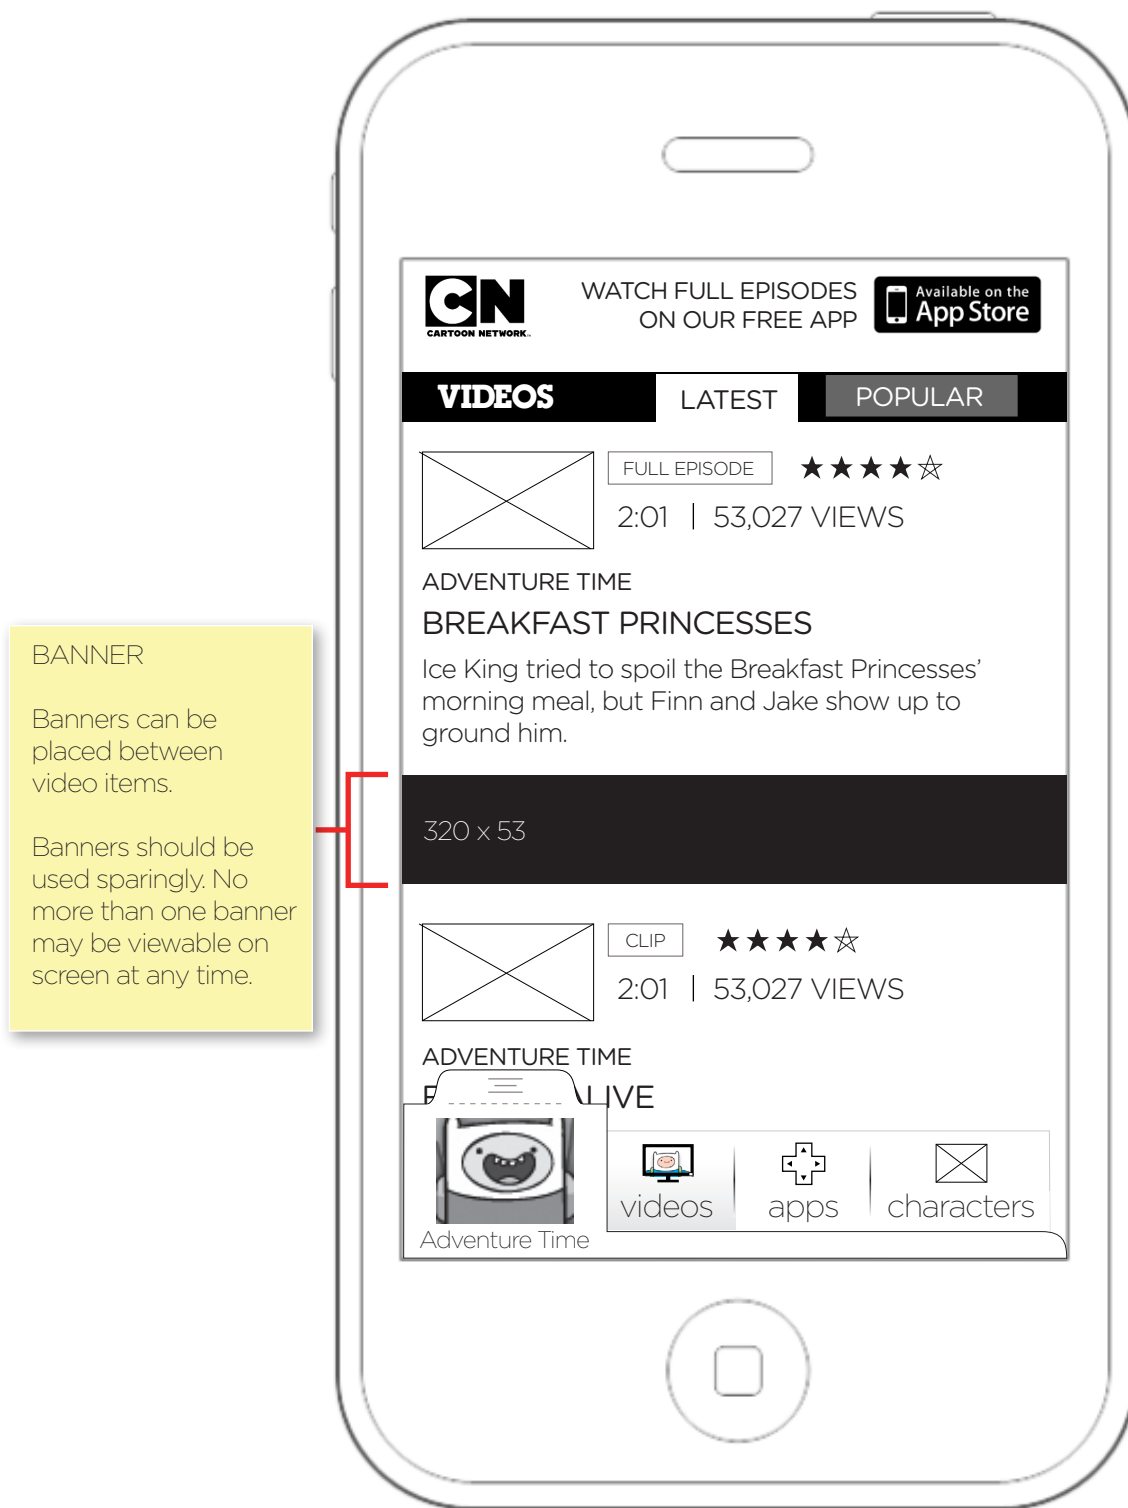 CN
CARTOON NETWORK
WATCH FULL EPISODES
ON OUR FREE APP
Available on the
App Store
VIDEOS
LATEST
POPULAR
FULL EPISODE
2:01 | 53,027 VIEWS
ADVENTURE TIME
BREAKFAST PRINCESSES
Ice King tried to spoil the Breakfast Princesses’
morning meal, but Finn and Jake show up to
ground him.
BANNER
Banners can be
placed between
video items.
Banners should be
used sparingly. No
more than one banner
may be viewable on
screen at any time.
320 x 53
CLIP
2:01 | 53,027 VIEWS
ADVENTURE TIME
Adventure Time
videos
apps
characters